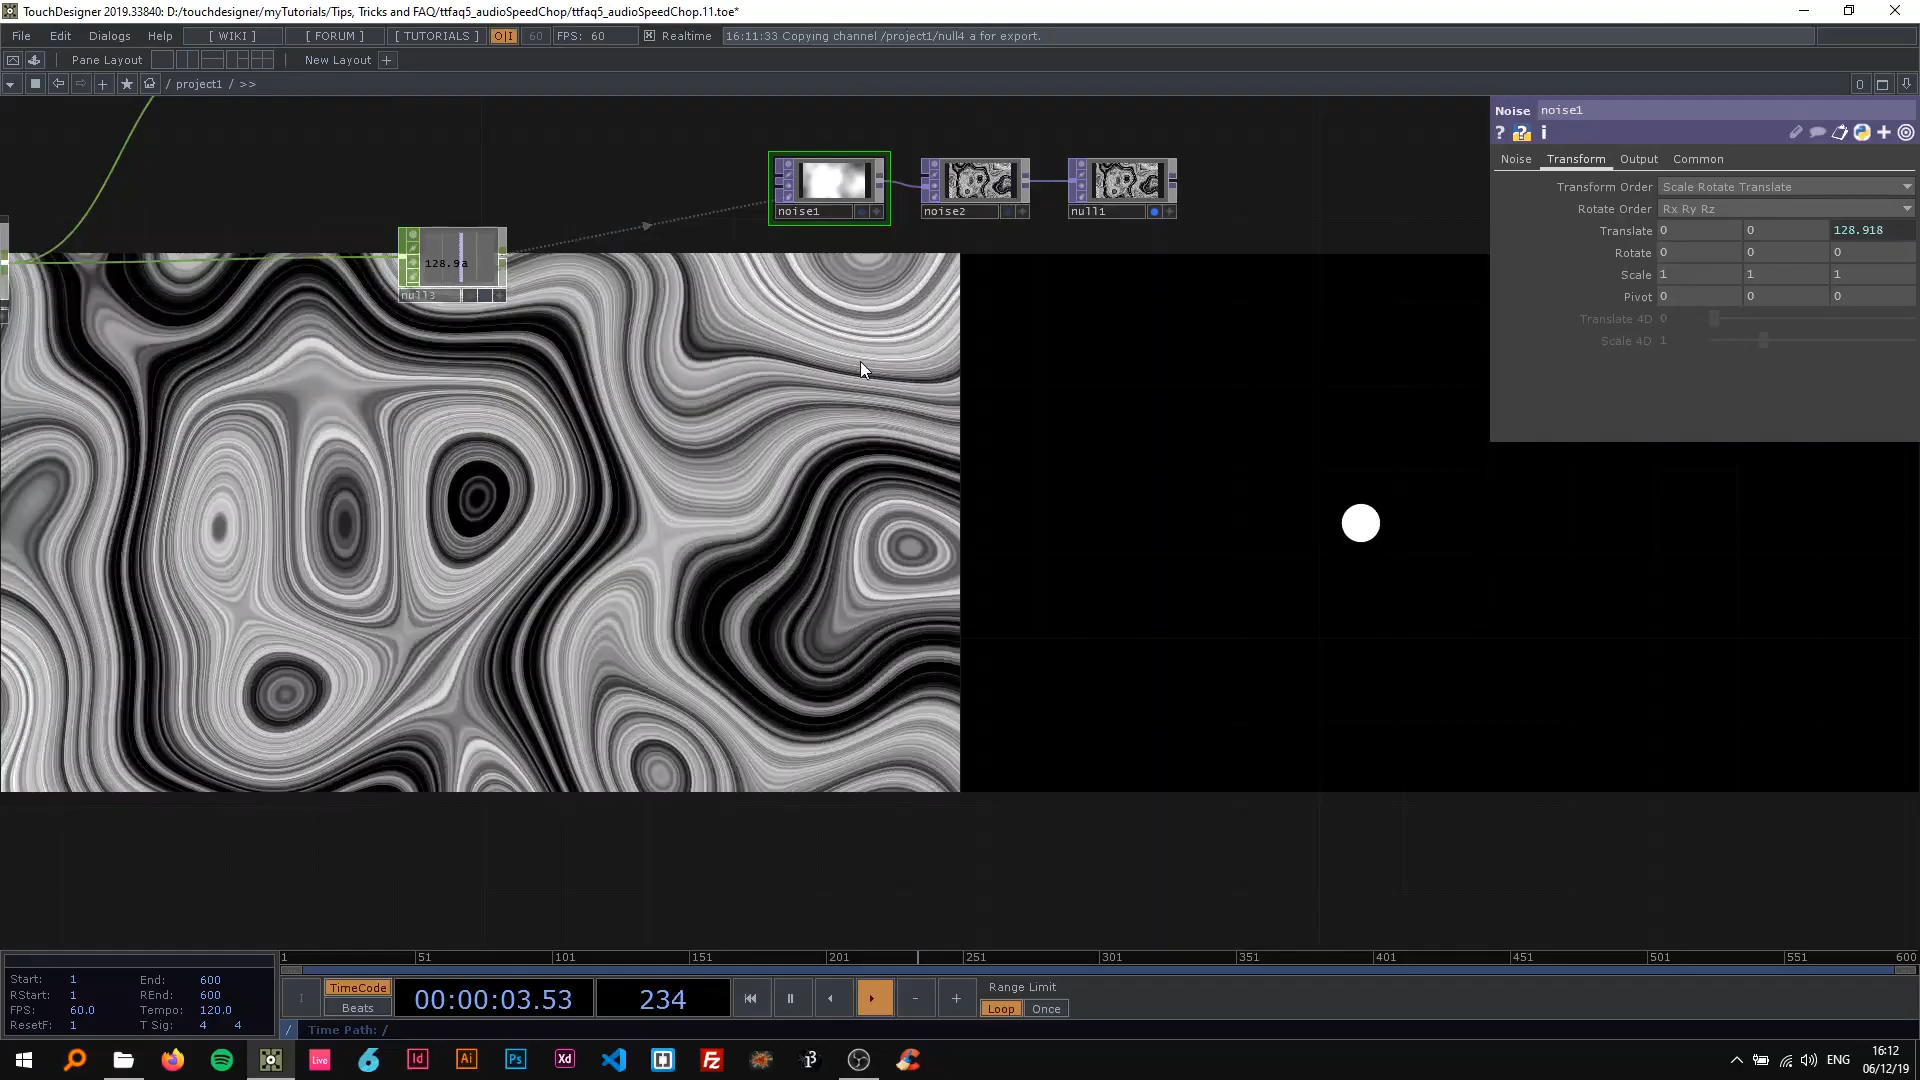 TouchDesigner 2019.33840: D:/touchdesigner/myTutorials/Tips, Tricks and FAQ/ttfaq5_audioSpeedChop/ttfaq5_audioSpeedChop.11.toe*
File Edit Dialogs Help [ WIKI ] [ FORUM ] [ TUTORIALS ] O|I 60 FPS: 60 Realtime 16:11:33 Copying channel /project1/null4 a for export.
Pane Layout New Layout +
/ project1 / >> 0
Noise noise1
? ? i
Noise Transform Output Common
Transform Order Scale Rotate Translate
Rotate Order Rx Ry Rz
Translate 0 0 128.918
Rotate 0 0 0
Scale 1 1 1
Pivot 0 0 0
Translate 4D 0
Scale 4D 1
noise1 noise2 null1
128.9a
null3
1 51 101 151 201 251 301 351 401 451 501 551 600
Start: 1 End: 600
RStart: 1 REnd: 600
FPS: 60.0 Tempo: 120.0
ResetF: 1 T Sig: 4 4
I TimeCode Beats 00:00:03.53 234 - + Range Limit
Loop Once
/ Time Path: /
Live Id Ai Ps Xd Fz
ENG 16:12
06/12/19